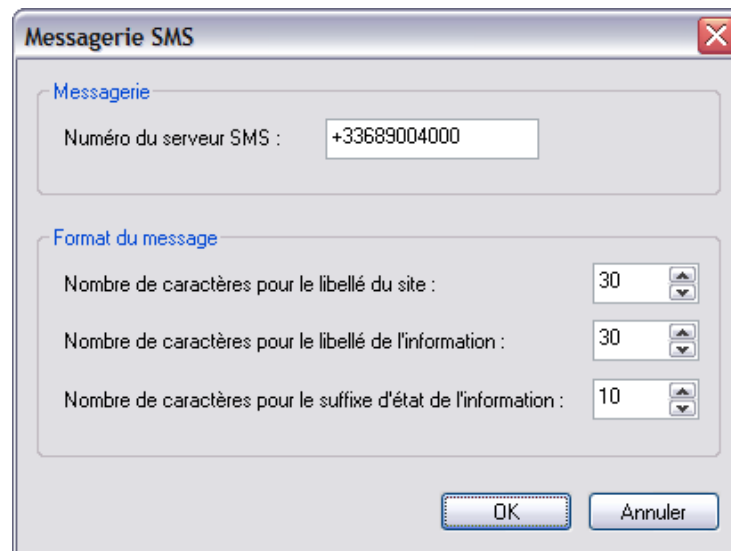 Messagerie SMS
Messagerie
Numéro du serveur SMS : +33689004000
Format du message
Nombre de caractères pour le libellé du site : 30
Nombre de caractères pour le libellé de l'information : 30
Nombre de caractères pour le suffixe d'état de l'information : 10
OK Annuler